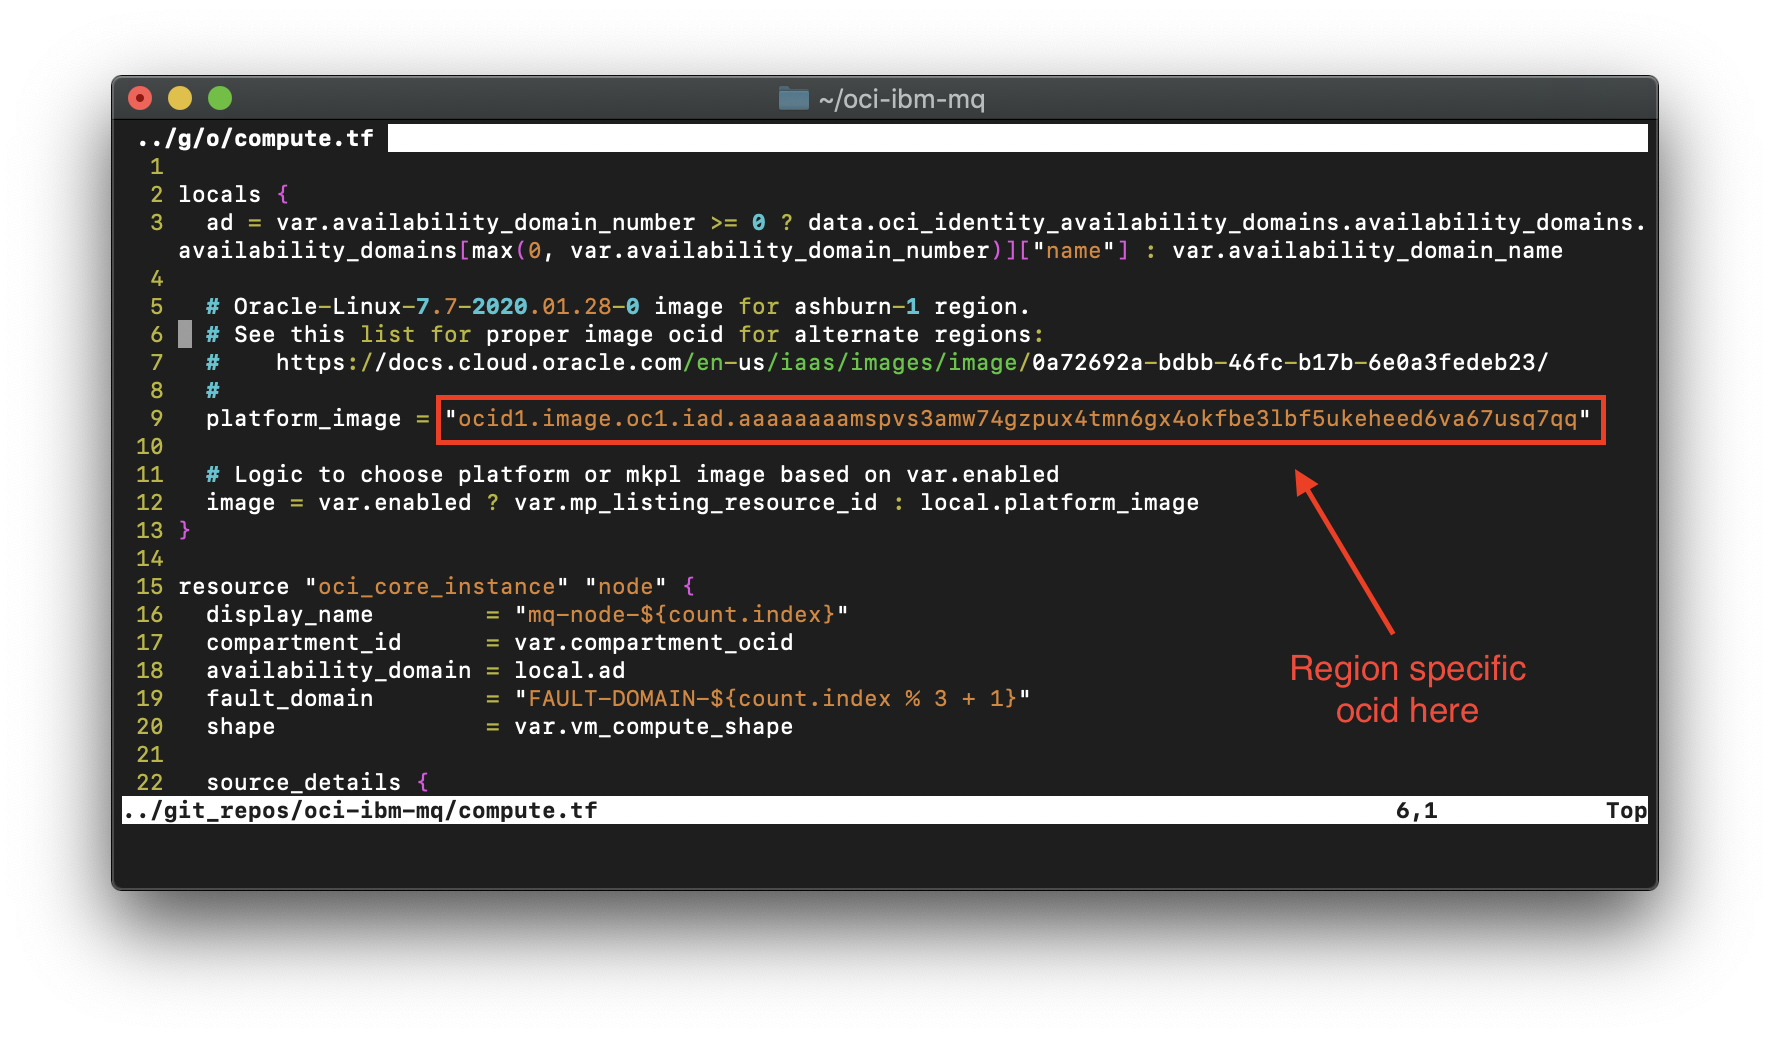 ~/oci-ibm-mq
../g/o/compute.tf
1
2 locals {
3   ad = var.availability_domain_number >= 0 ? data.oci_identity_availability_domains.availability_domains.
availability_domains[max(0, var.availability_domain_number)]["name"] : var.availability_domain_name
4
5   # Oracle-Linux-7.7-2020.01.28-0 image for ashburn-1 region.
6   # See this list for proper image ocid for alternate regions:
7   #    https://docs.cloud.oracle.com/en-us/iaas/images/image/0a72692a-bdbb-46fc-b17b-6e0a3fedeb23/
8   #
9   platform_image = "ocid1.image.oc1.iad.aaaaaaaamspvs3amw74gzpux4tmn6gx4okfbe3lbf5ukeheed6va67usq7qq"
10
11   # Logic to choose platform or mkpl image based on var.enabled
12   image = var.enabled ? var.mp_listing_resource_id : local.platform_image
13 }
14
15 resource "oci_core_instance" "node" {
16   display_name        = "mq-node-${count.index}"
17   compartment_id      = var.compartment_ocid
18   availability_domain = local.ad
19   fault_domain        = "FAULT-DOMAIN-${count.index % 3 + 1}"
20   shape               = var.vm_compute_shape
21
22   source_details {
../git_repos/oci-ibm-mq/compute.tf 6,1 Top
Region specific
ocid here